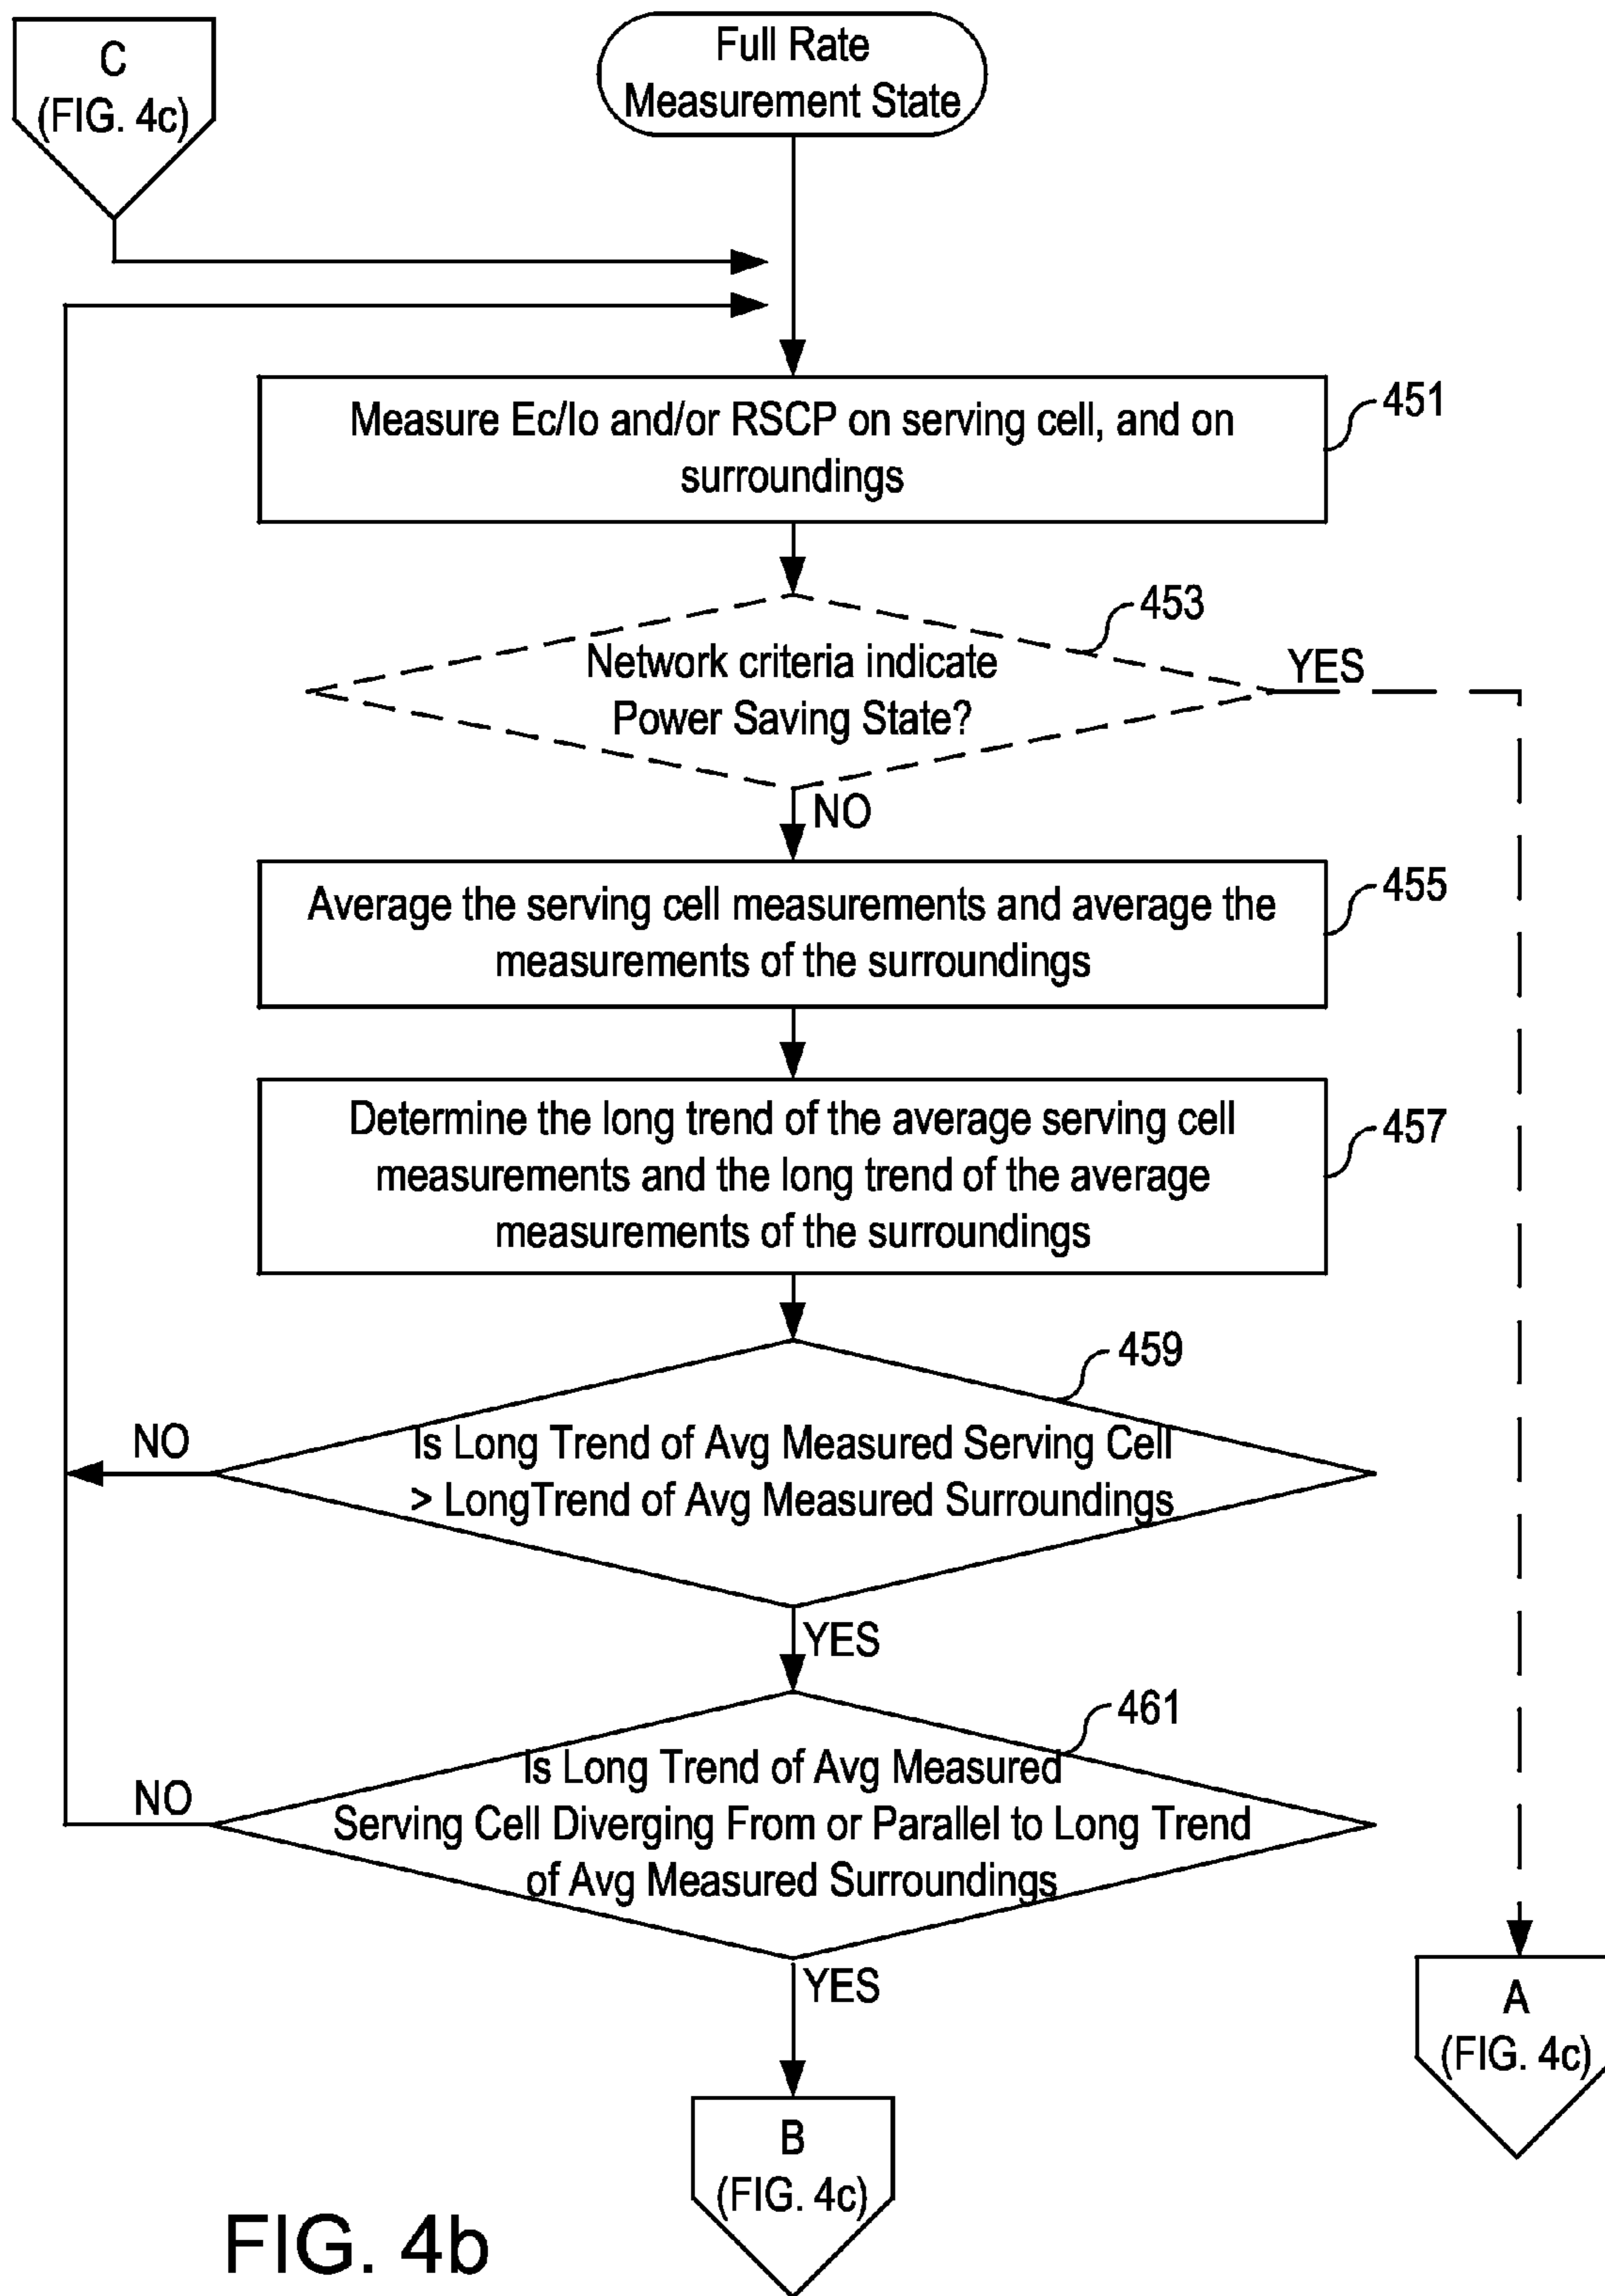 C
(FIG. 4c)
Full Rate
Measurement State
Measure Ec/Io and/or RSCP on serving cell, and on
surroundings
451
453
Network criteria indicate
Power Saving State?
YES
NO
Average the serving cell measurements and average the
measurements of the surroundings
455
Determine the long trend of the average serving cell
measurements and the long trend of the average
measurements of the surroundings
457
459
Is Long Trend of Avg Measured Serving Cell
> LongTrend of Avg Measured Surroundings
NO
YES
461
Is Long Trend of Avg Measured
Serving Cell Diverging From or Parallel to Long Trend
of Avg Measured Surroundings
NO
YES
A
(FIG. 4c)
B
(FIG. 4c)
FIG. 4b